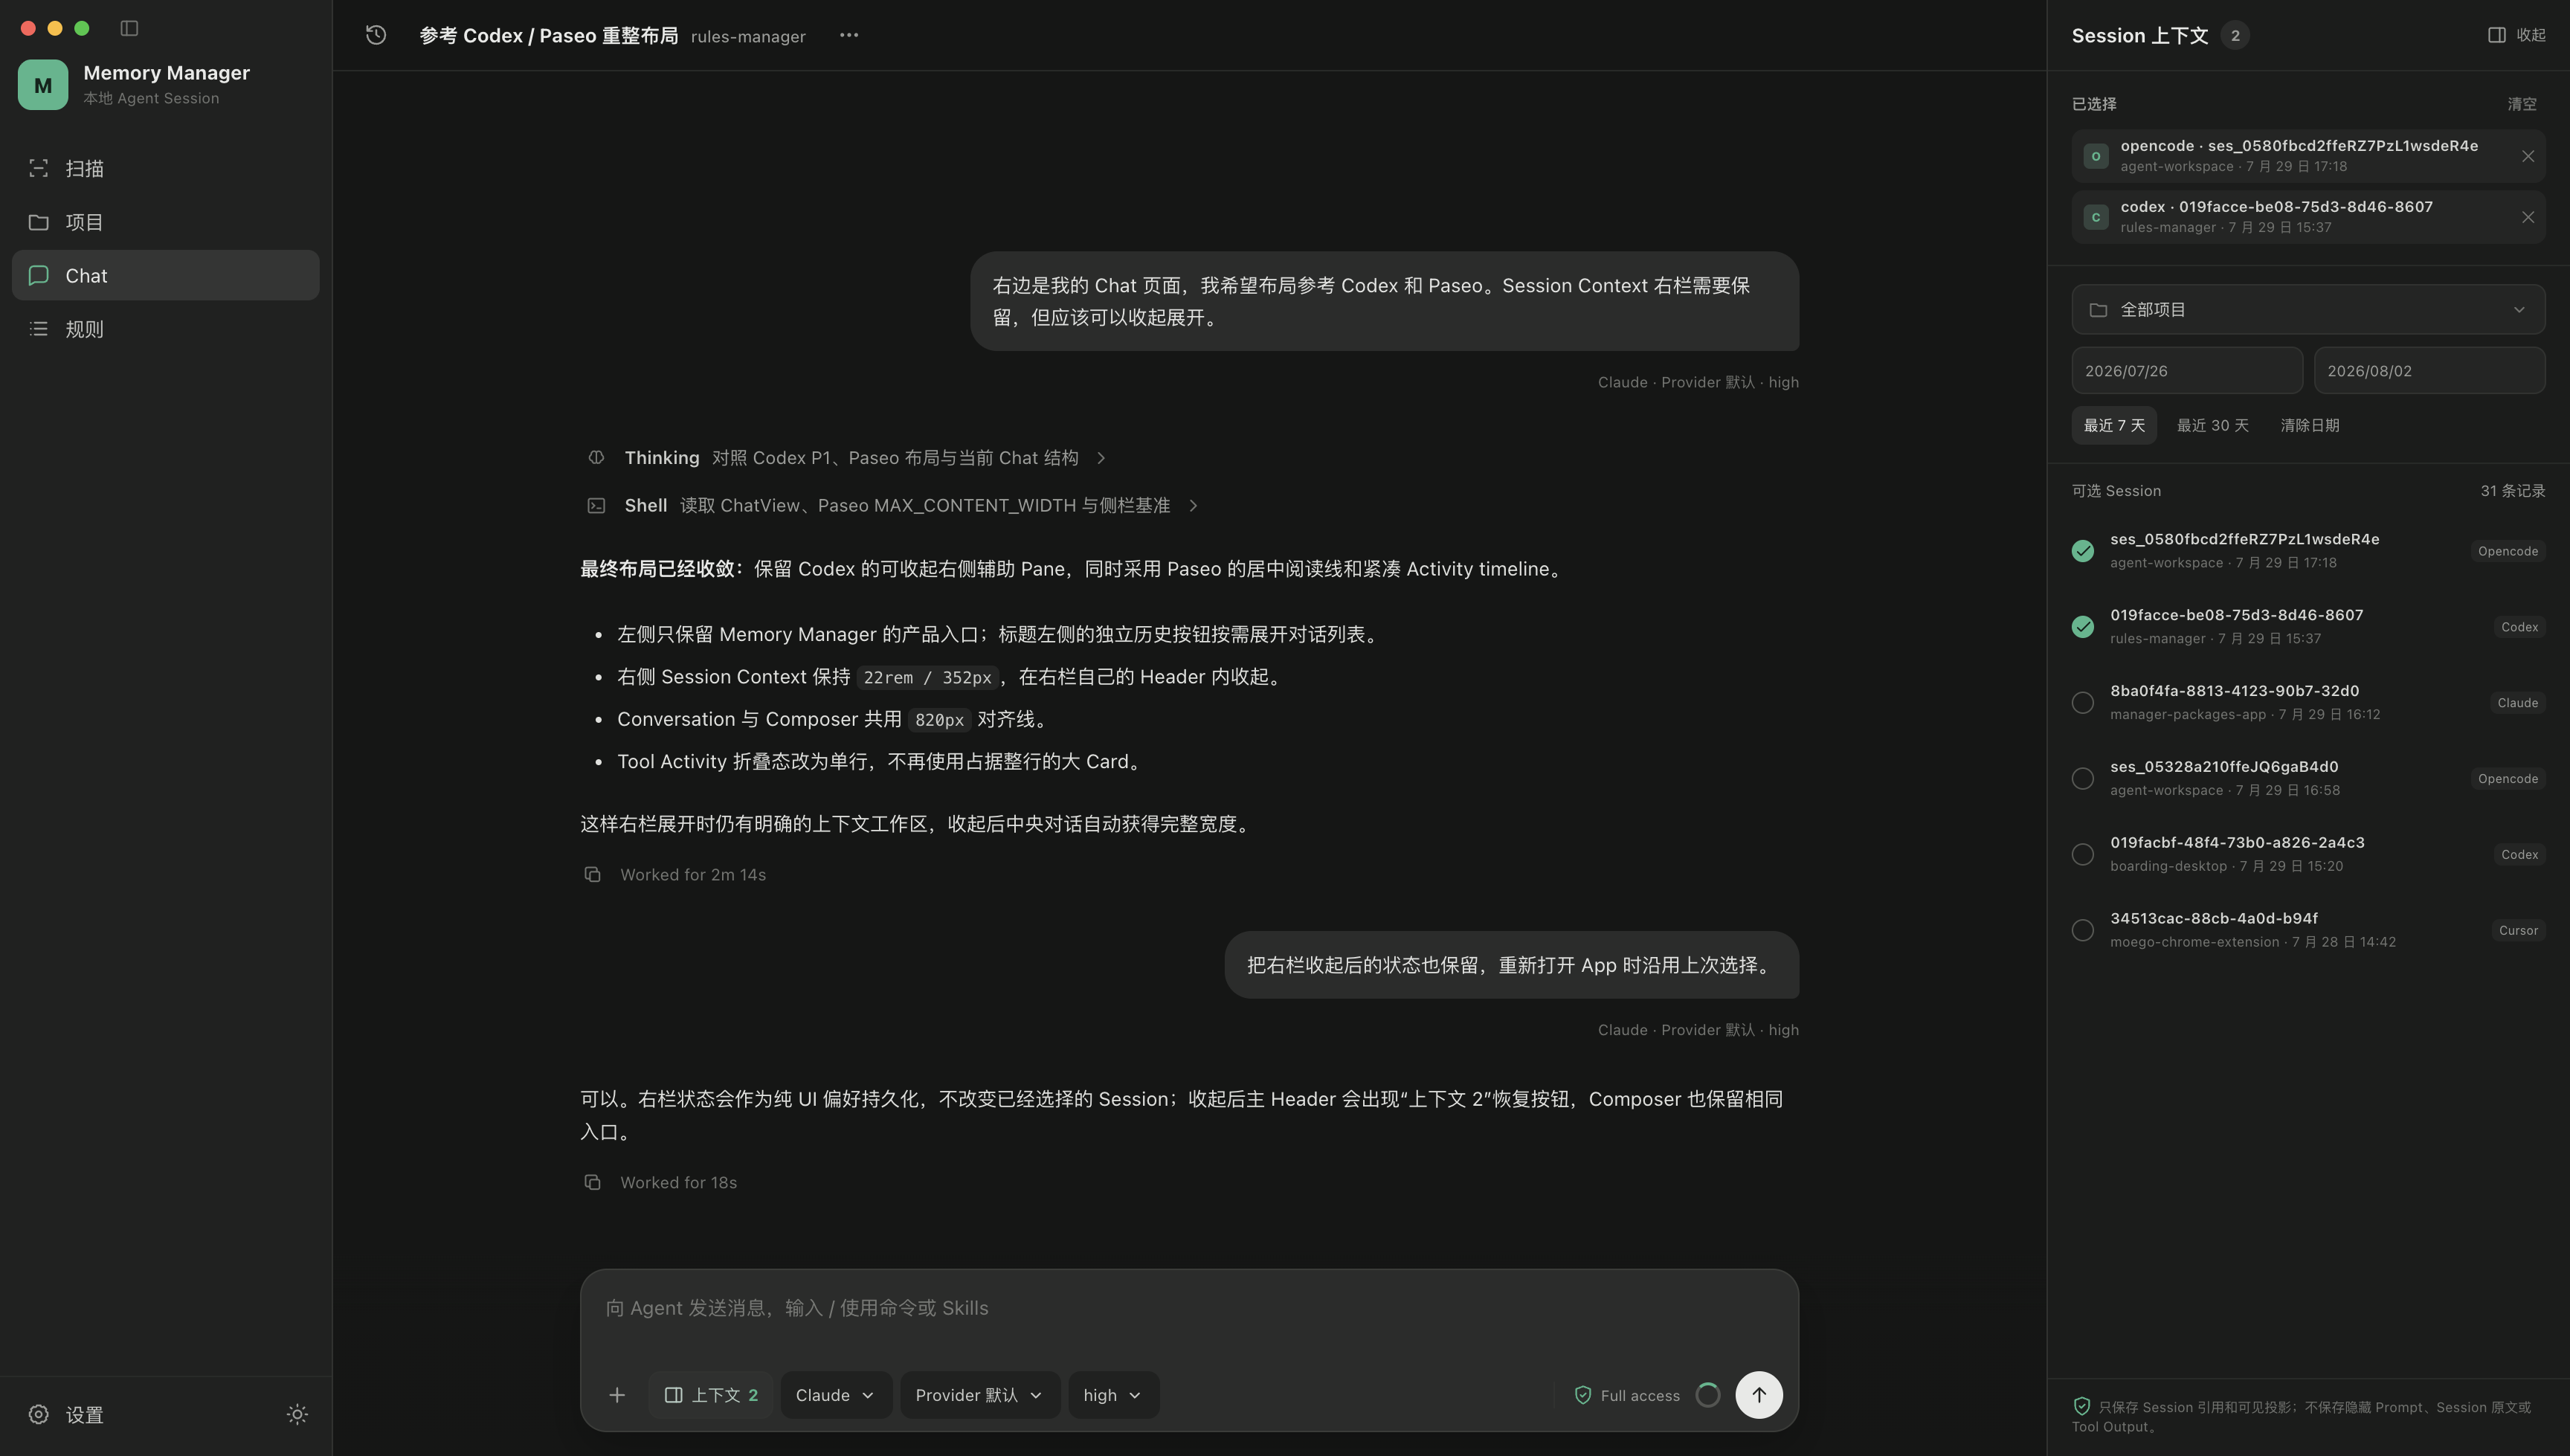 M
Memory Manager
本地 Agent Session
扫描
项目
Chat
规则
设置
参考 Codex / Paseo 重整布局 rules-manager
右边是我的 Chat 页面，我希望布局参考 Codex 和 Paseo。Session Context 右栏需要保
留，但应该可以收起展开。
Claude · Provider 默认 · high
Thinking 对照 Codex P1、Paseo 布局与当前 Chat 结构
Shell 读取 ChatView、Paseo MAX_CONTENT_WIDTH 与侧栏基准
最终布局已经收敛：保留 Codex 的可收起右侧辅助 Pane，同时采用 Paseo 的居中阅读线和紧凑 Activity timeline。
• 左侧只保留 Memory Manager 的产品入口；标题左侧的独立历史按钮按需展开对话列表。
• 右侧 Session Context 保持 22rem / 352px，在右栏自己的 Header 内收起。
• Conversation 与 Composer 共用 820px 对齐线。
• Tool Activity 折叠态改为单行，不再使用占据整行的大 Card。
这样右栏展开时仍有明确的上下文工作区，收起后中央对话自动获得完整宽度。
Worked for 2m 14s
把右栏收起后的状态也保留，重新打开 App 时沿用上次选择。
Claude · Provider 默认 · high
可以。右栏状态会作为纯 UI 偏好持久化，不改变已经选择的 Session；收起后主 Header 会出现“上下文 2”恢复按钮，Composer 也保留相同
入口。
Worked for 18s
向 Agent 发送消息，输入 / 使用命令或 Skills
上下文 2 Claude Provider 默认 high Full access
Session 上下文 2 收起
已选择 清空
O opencode · ses_0580fbcd2ffeRZ7PzL1wsdeR4e
agent-workspace · 7 月 29 日 17:18
C codex · 019facce-be08-75d3-8d46-8607
rules-manager · 7 月 29 日 15:37
全部项目
2026/07/26 2026/08/02
最近 7 天 最近 30 天 清除日期
可选 Session 31 条记录
ses_0580fbcd2ffeRZ7PzL1wsdeR4e
agent-workspace · 7 月 29 日 17:18 Opencode
019facce-be08-75d3-8d46-8607
rules-manager · 7 月 29 日 15:37 Codex
8ba0f4fa-8813-4123-90b7-32d0
manager-packages-app · 7 月 29 日 16:12 Claude
ses_05328a210ffeJQ6gaB4d0
agent-workspace · 7 月 29 日 16:58 Opencode
019facbf-48f4-73b0-a826-2a4c3
boarding-desktop · 7 月 29 日 15:20 Codex
34513cac-88cb-4a0d-b94f
moego-chrome-extension · 7 月 28 日 14:42 Cursor
只保存 Session 引用和可见投影；不保存隐藏 Prompt、Session 原文或
Tool Output。